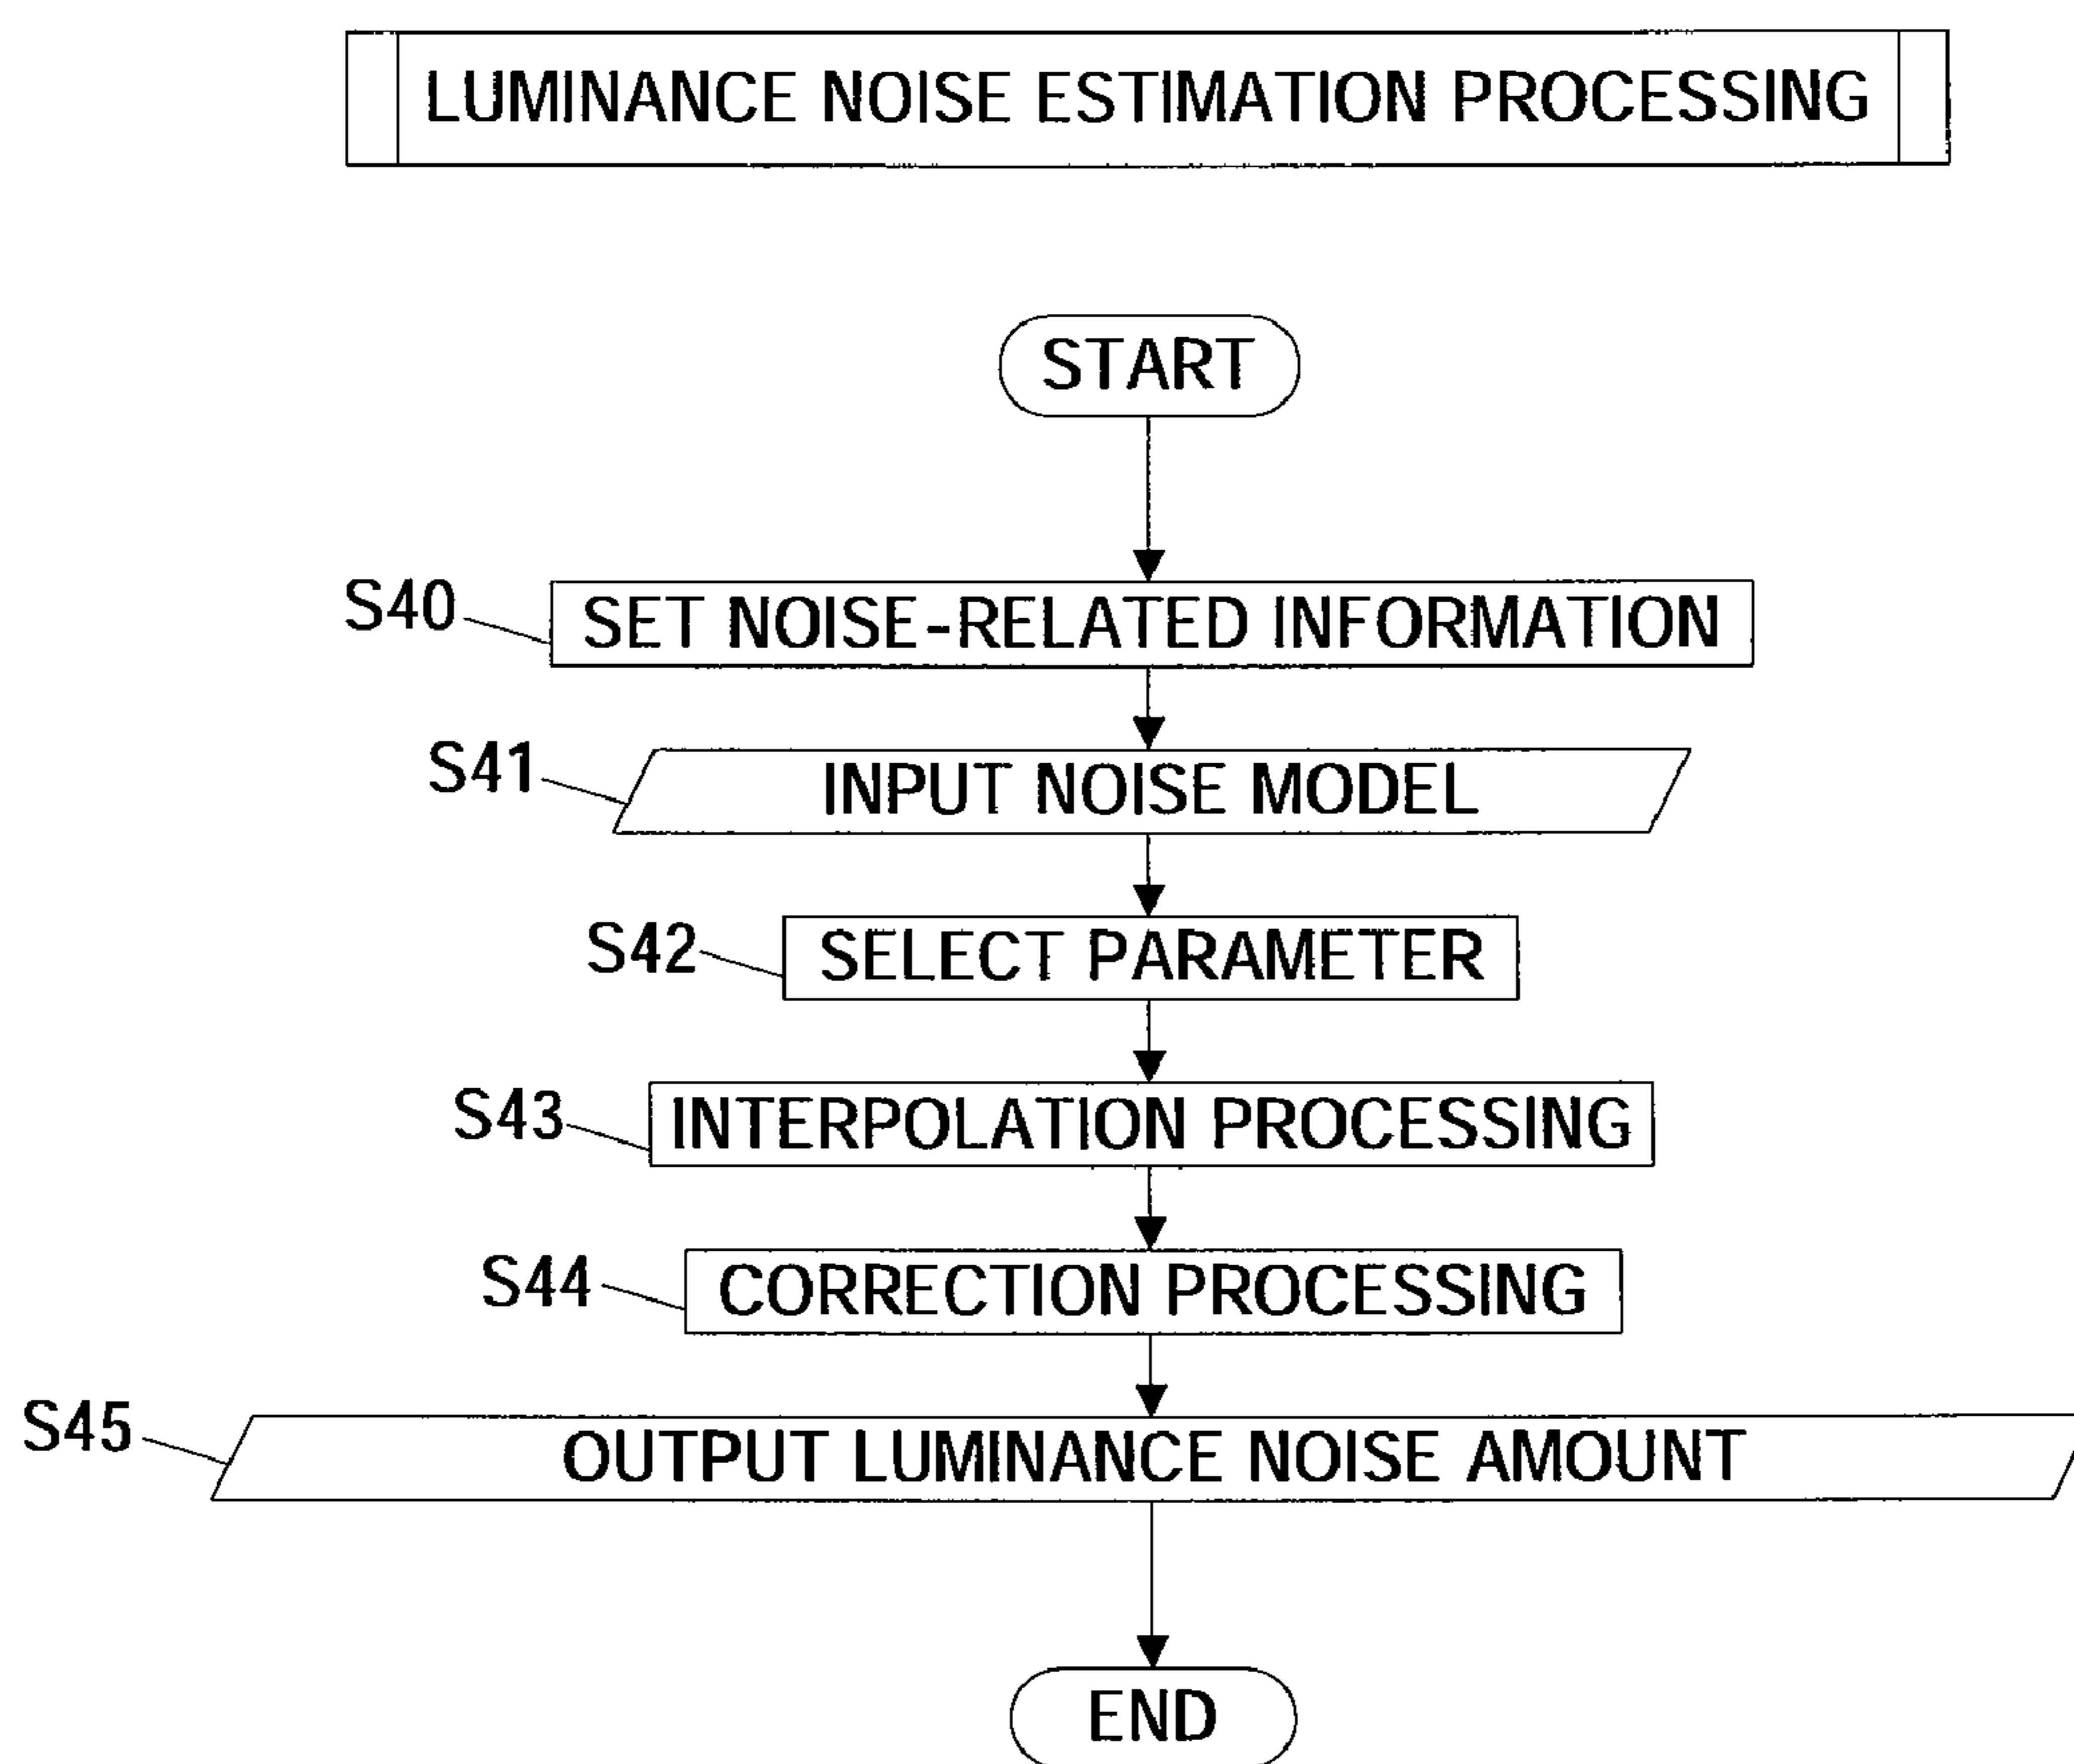 LUMINANCE NOISE ESTIMATION PROCESSING
START
S40 SET NOISE-RELATED INFORMATION
S41 INPUT NOISE MODEL
S42 SELECT PARAMETER
S43 INTERPOLATION PROCESSING
S44 CORRECTION PROCESSING
S45 OUTPUT LUMINANCE NOISE AMOUNT
END